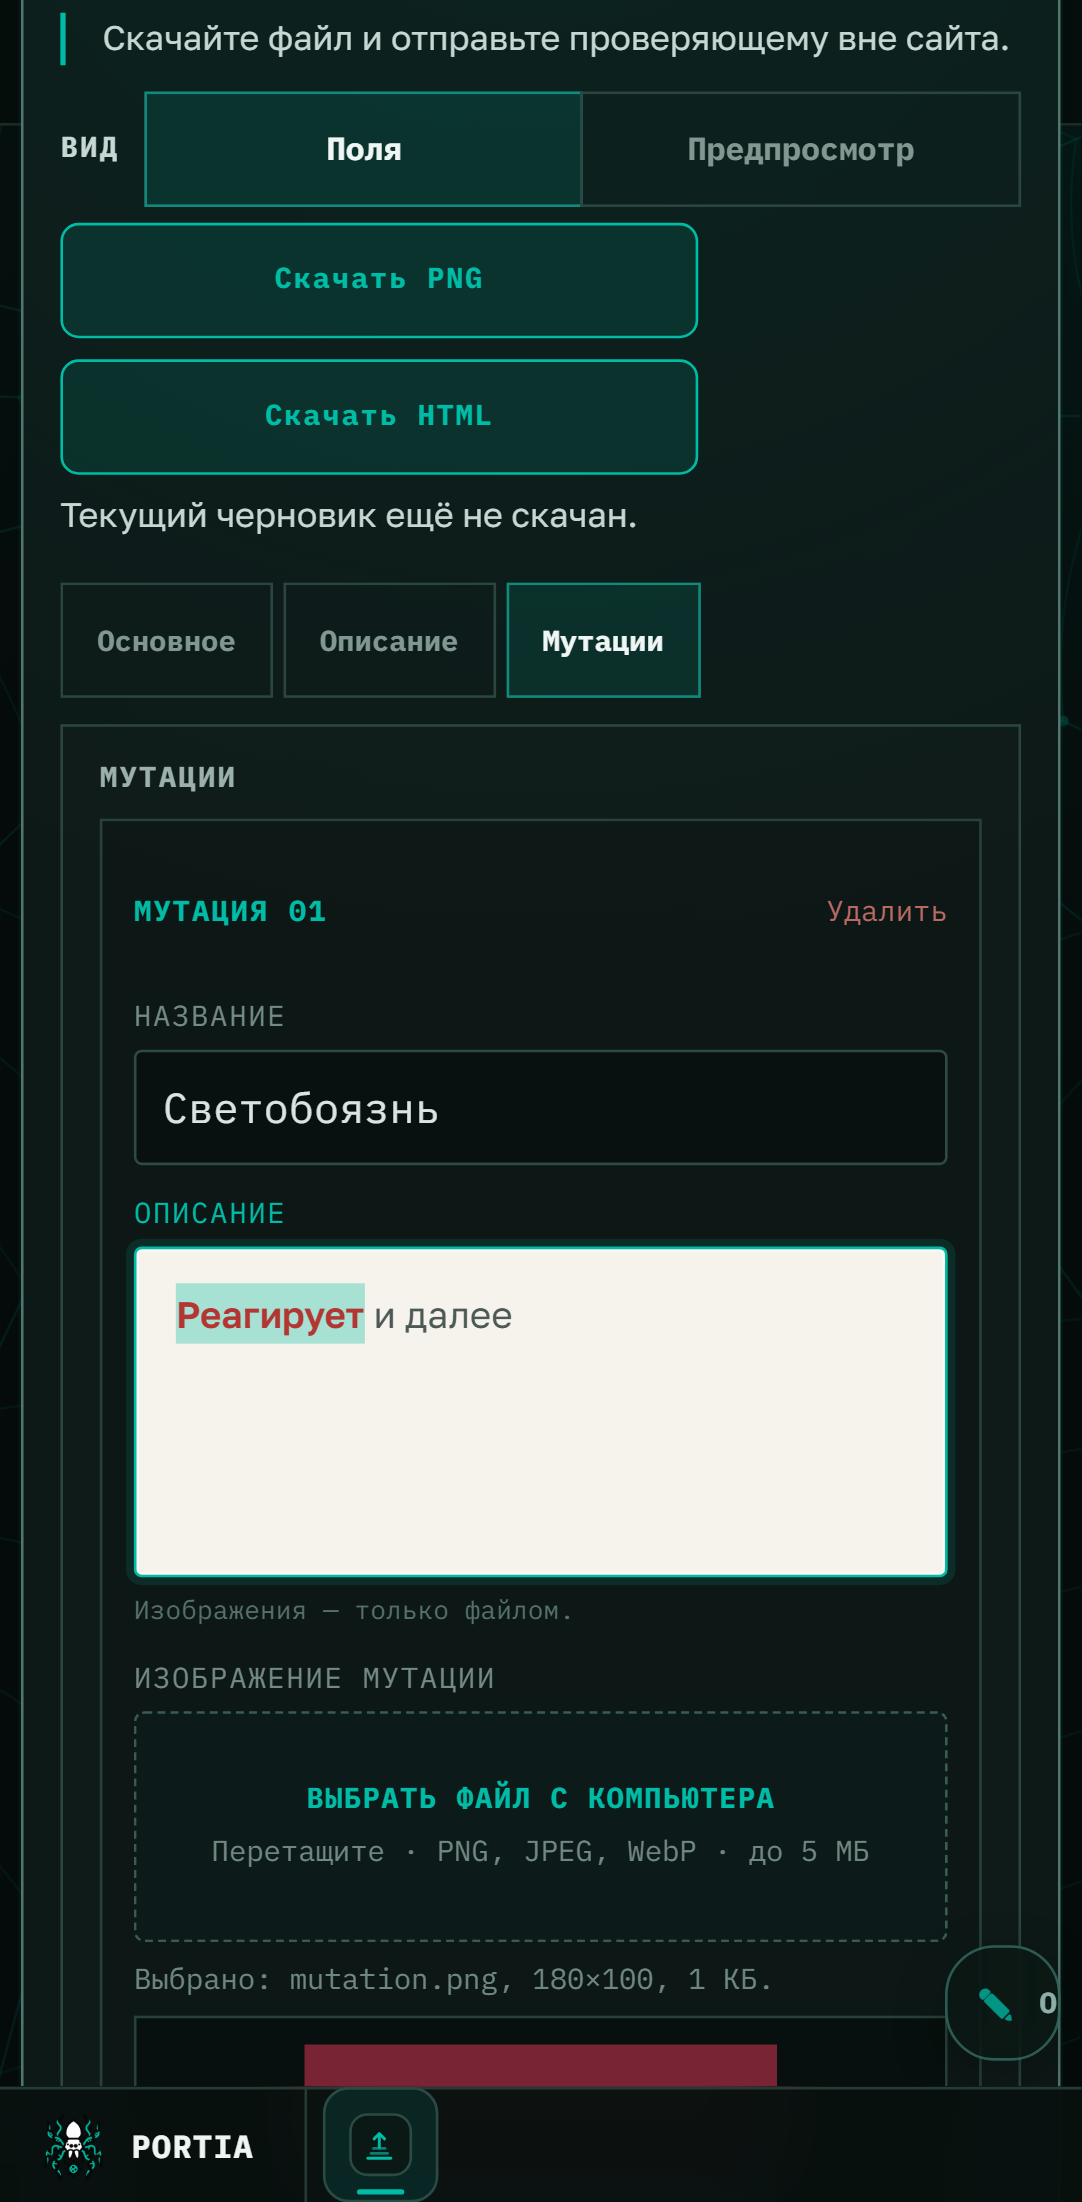 Скачайте файл и отправьте проверяющему вне сайта.
ВИД
Поля
Предпросмотр
Скачать PNG
Скачать HTML
Текущий черновик ещё не скачан.
Основное
Описание
Мутации
МУТАЦИИ
МУТАЦИЯ 01
Удалить
НАЗВАНИЕ
Светобоязнь
ОПИСАНИЕ
Реагирует и далее
Изображения — только файлом.
ИЗОБРАЖЕНИЕ МУТАЦИИ
ВЫБРАТЬ ФАЙЛ С КОМПЬЮТЕРА
Перетащите · PNG, JPEG, WebP · до 5 МБ
Выбрано: mutation.png, 180×100, 1 КБ.
PORTIA